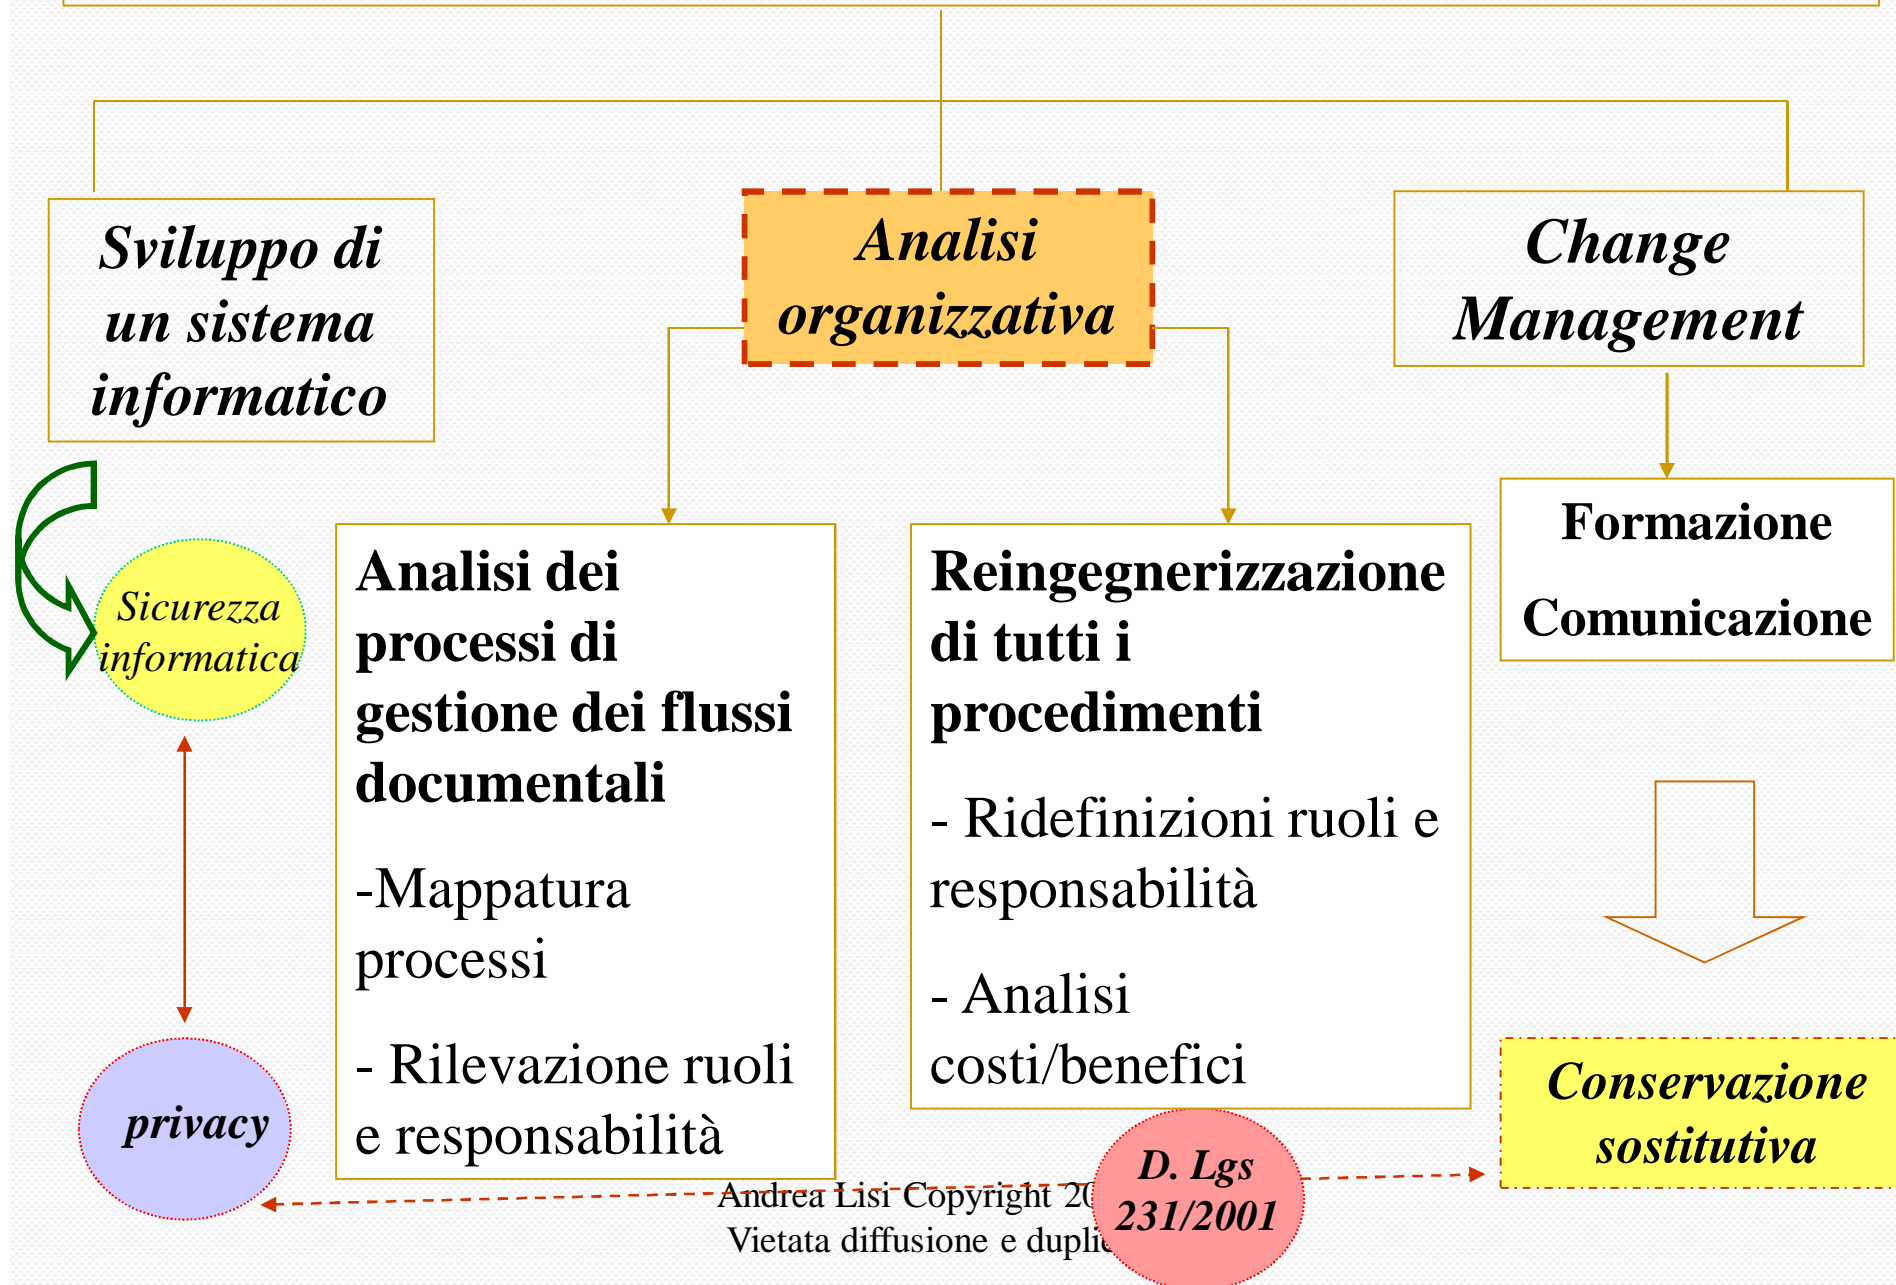 Sviluppo di
un sistema
informatico
Analisi
organizzativa
Change
Management
Sicurezza
informatica
Analisi dei
processi di
gestione dei flussi
documentali
-Mappatura
processi
- Rilevazione ruoli
e responsabilità
Reingegnerizzazione
di tutti i
procedimenti
- Ridefinizioni ruoli e
responsabilità
- Analisi
costi/benefici
Formazione
Comunicazione
privacy
D. Lgs
231/2001
Conservazione
sostitutiva
Andrea Lisi Copyright
Vietata diffusione e